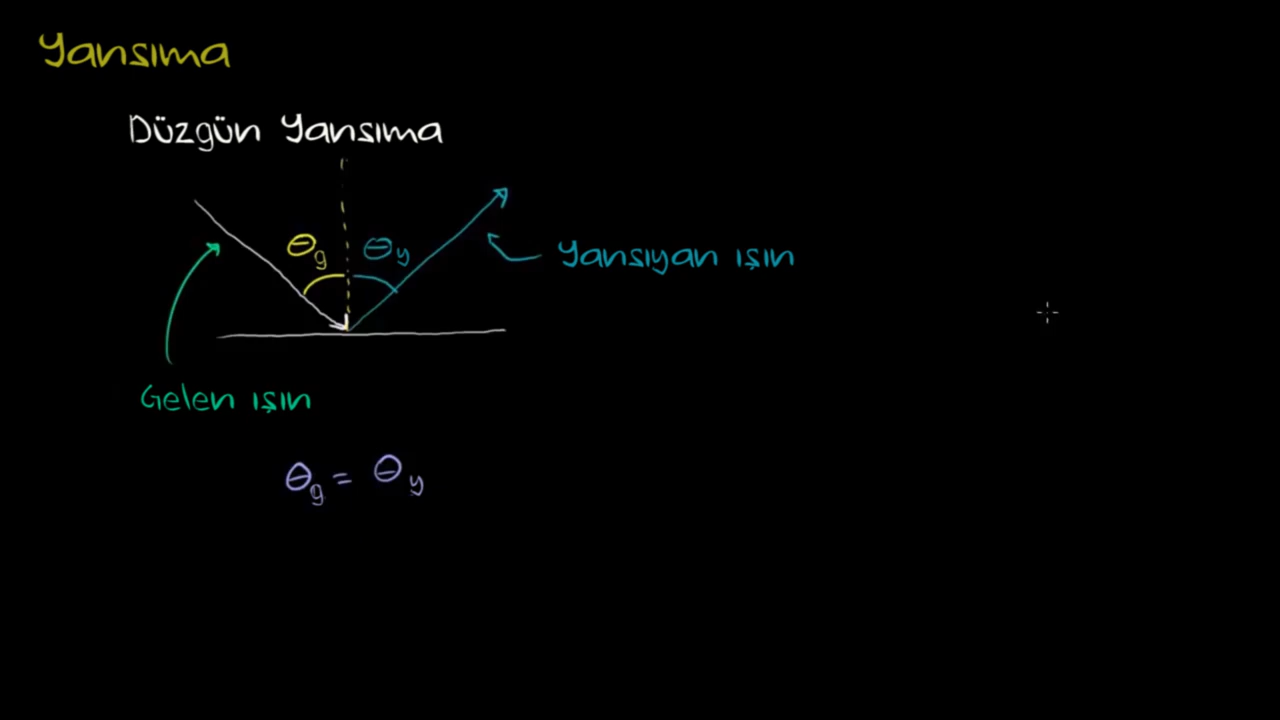 Yansıma
Düzgün Yansıma
θg θy
Yansıyan ışın
Gelen ışın
θg = θy